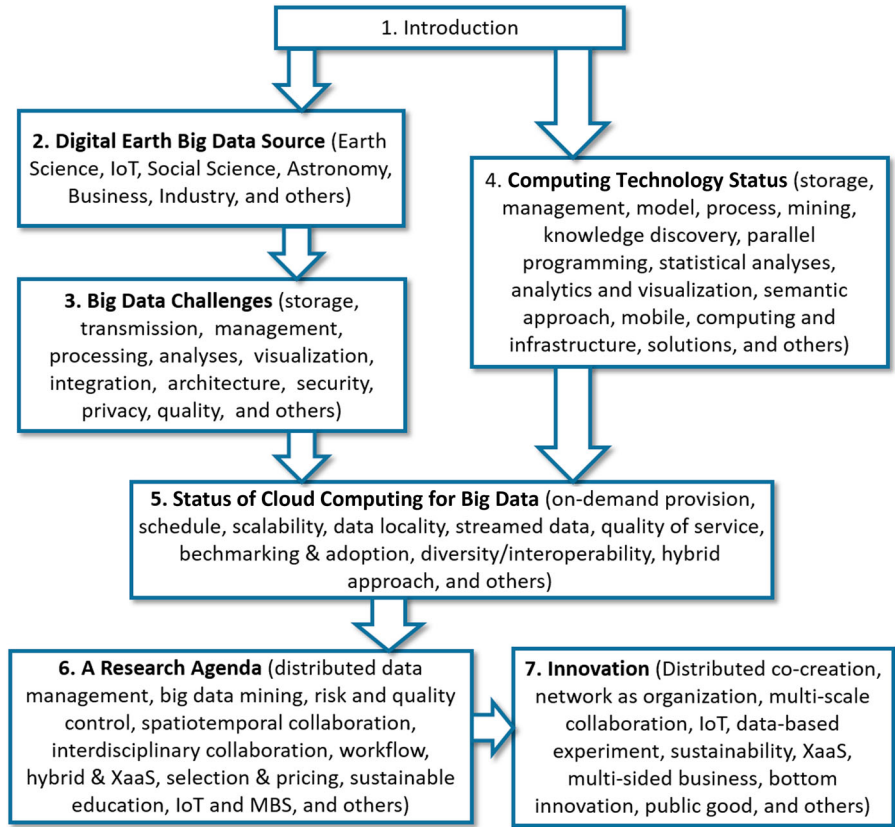 1. Introduction
2. Digital Earth Big Data Source (Earth
Science, IoT, Social Science, Astronomy,
Business, Industry, and others)
3. Big Data Challenges (storage,
transmission, management,
processing, analyses, visualization,
integration, architecture, security,
privacy, quality, and others)
4. Computing Technology Status (storage,
management, model, process, mining,
knowledge discovery, parallel
programming, statistical analyses,
analytics and visualization, semantic
approach, mobile, computing and
infrastructure, solutions, and others)
5. Status of Cloud Computing for Big Data (on-demand provision,
schedule, scalability, data locality, streamed data, quality of service,
bechmarking & adoption, diversity/interoperability, hybrid
approach, and others)
6. A Research Agenda (distributed data
management, big data mining, risk and quality
control, spatiotemporal collaboration,
interdisciplinary collaboration, workflow,
hybrid & XaaS, selection & pricing, sustainable
education, IoT and MBS, and others)
7. Innovation (Distributed co-creation,
network as organization, multi-scale
collaboration, IoT, data-based
experiment, sustainability, XaaS,
multi-sided business, bottom
innovation, public good, and others)